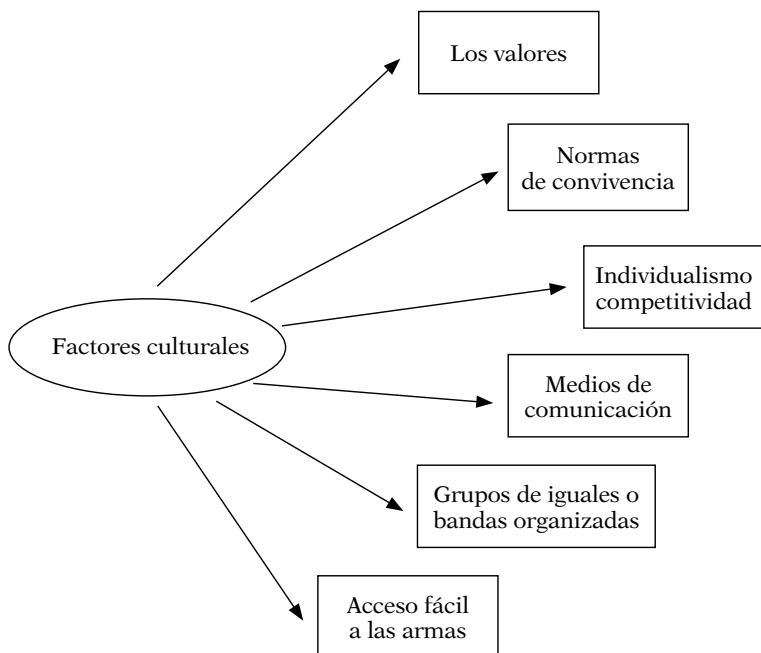 Los valores
Normas
de convivencia
Individualismo
competitividad
Factores culturales
Medios de
comunicación
Grupos de iguales o
bandas organizadas
Acceso fácil
a las armas